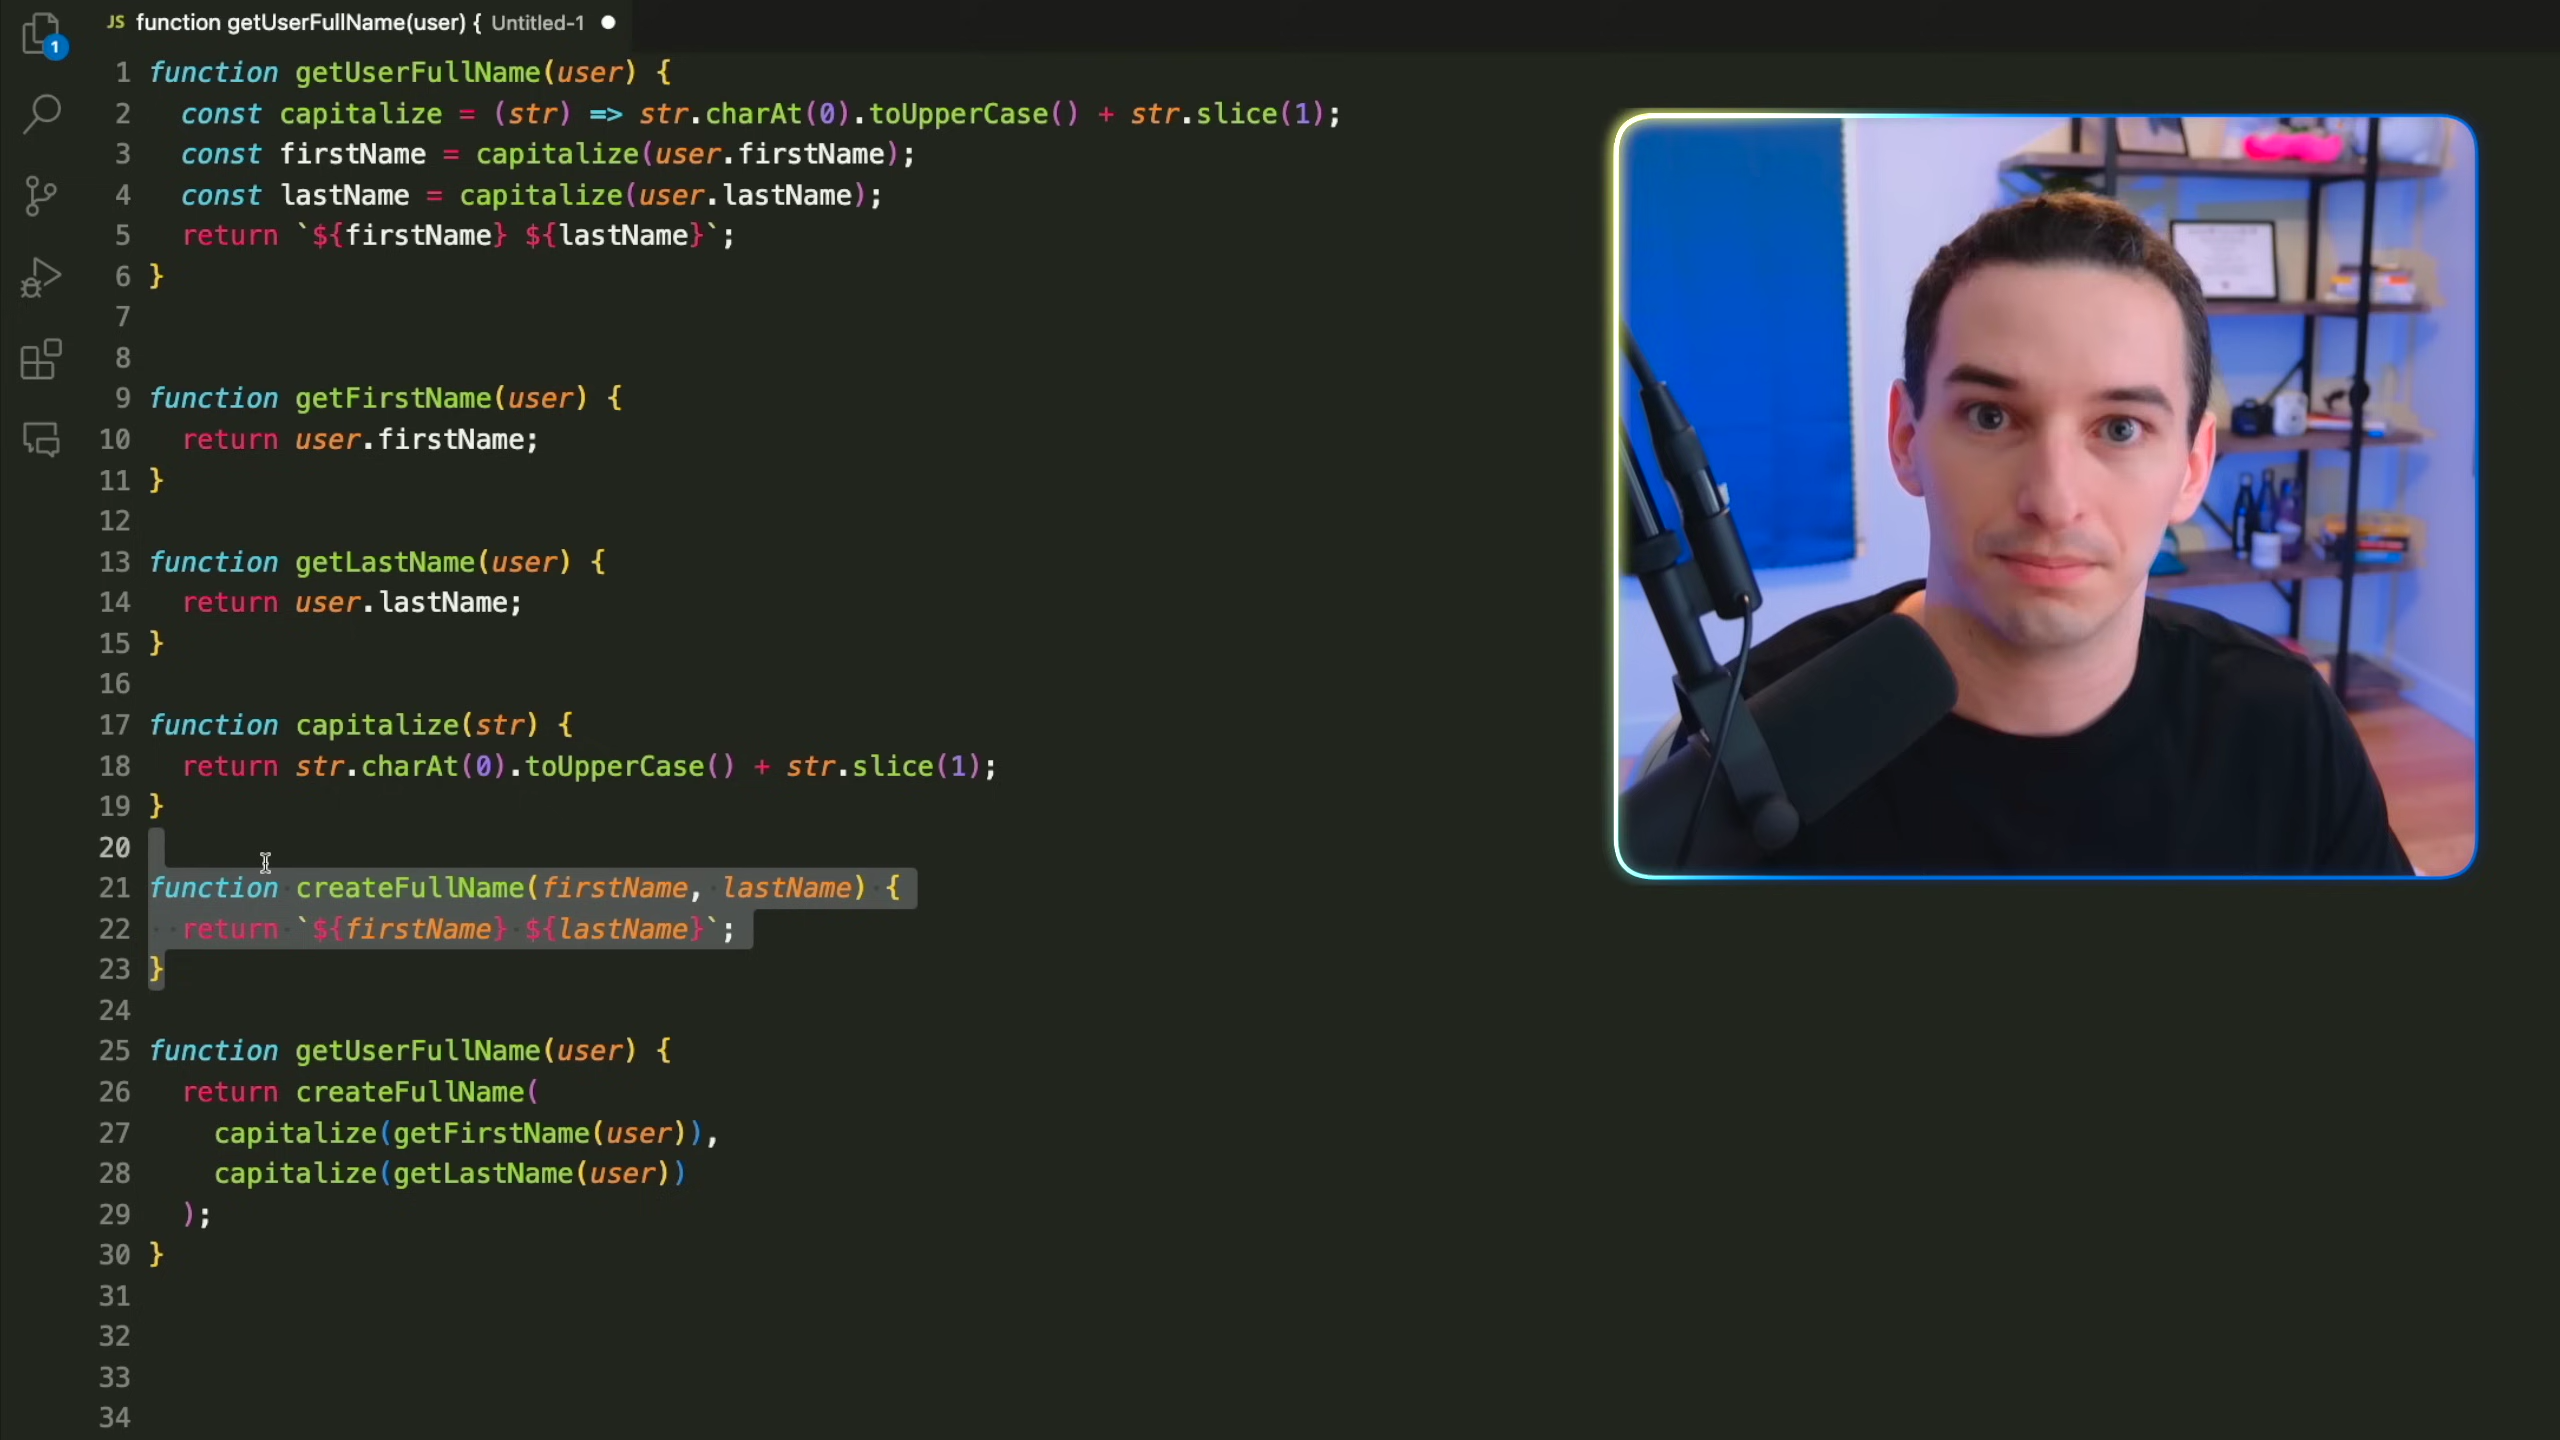 1
JS function getUserFullName(user) { Untitled-1
1 function getUserFullName(user) {
2 const capitalize = (str) => str.charAt(0).toUpperCase() + str.slice(1);
3 const firstName = capitalize(user.firstName);
4 const lastName = capitalize(user.lastName);
5 return `${firstName} ${lastName}`;
6 }
7
8
9 function getFirstName(user) {
10 return user.firstName;
11 }
12
13 function getLastName(user) {
14 return user.lastName;
15 }
16
17 function capitalize(str) {
18 return str.charAt(0).toUpperCase() + str.slice(1);
19 }
20
21 function createFullName(firstName, lastName) {
22 return `${firstName} ${lastName}`;
23 }
24
25 function getUserFullName(user) {
26 return createFullName(
27 capitalize(getFirstName(user)),
28 capitalize(getLastName(user))
29 );
30 }
31
32
33
34